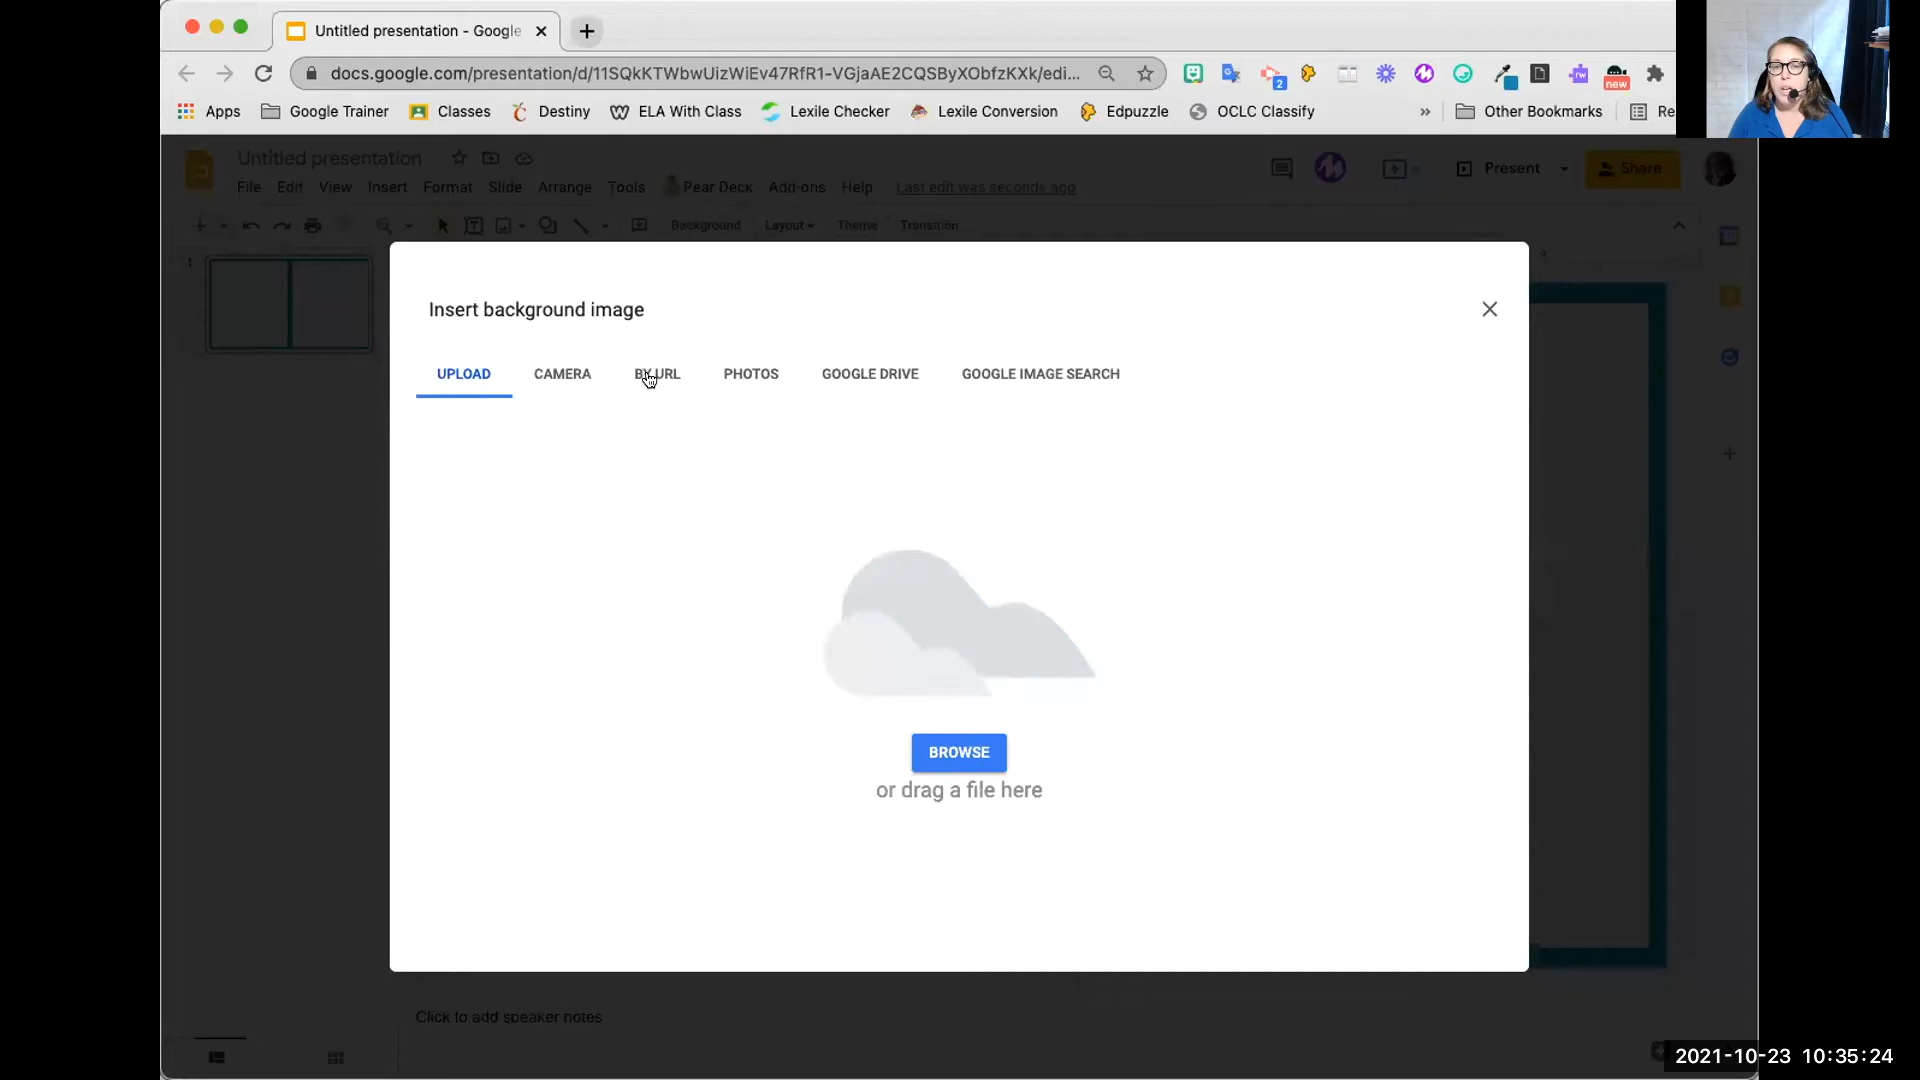 Untitled presentation - Google
docs.google.com/presentation/d/11SQkKTWbwUizWiEv47RfR1-VGjaAE2CQSByXObfzKXk/edi...
2
new
Apps Google Trainer Classes Destiny ELA With Class Lexile Checker Lexile Conversion Edpuzzle OCLC Classify » Other Bookmarks Re
Untitled presentation
File Edit View Insert Format Slide Arrange Tools Pear Deck Add-ons Help Last edit was seconds ago
Present Share
Background Layout Theme Transition
1
Insert background image
UPLOAD CAMERA BY URL PHOTOS GOOGLE DRIVE GOOGLE IMAGE SEARCH
BROWSE
or drag a file here
Click to add speaker notes
2021-10-23 10:35:24